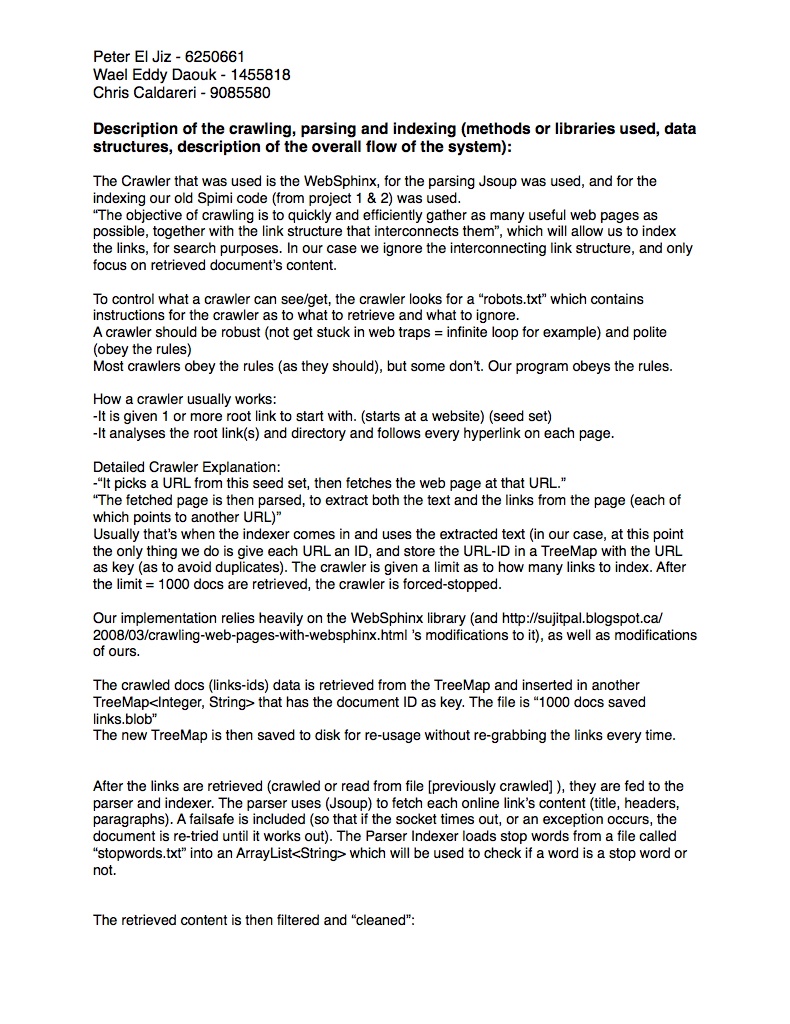 Peter El Jiz - 6250661
Wael Eddy Daouk - 1455818
Chris Caldareri - 9085580
Description of the crawling, parsing and indexing (methods or libraries used, data
structures, description of the overall flow of the system):
The Crawler that was used is the WebSphinx, for the parsing Jsoup was used, and for the
indexing our old Spimi code (from project 1 & 2) was used.
“The objective of crawling is to quickly and efficiently gather as many useful web pages as
possible, together with the link structure that interconnects them”, which will allow us to index
the links, for search purposes. In our case we ignore the interconnecting link structure, and only
focus on retrieved document’s content.
To control what a crawler can see/get, the crawler looks for a “robots.txt” which contains
instructions for the crawler as to what to retrieve and what to ignore.
A crawler should be robust (not get stuck in web traps = infinite loop for example) and polite
(obey the rules)
Most crawlers obey the rules (as they should), but some don’t. Our program obeys the rules.
How a crawler usually works:
-It is given 1 or more root link to start with. (starts at a website) (seed set)
-It analyses the root link(s) and directory and follows every hyperlink on each page.
Detailed Crawler Explanation:
-“It picks a URL from this seed set, then fetches the web page at that URL.”
“The fetched page is then parsed, to extract both the text and the links from the page (each of
which points to another URL)”
Usually that’s when the indexer comes in and uses the extracted text (in our case, at this point
the only thing we do is give each URL an ID, and store the URL-ID in a TreeMap with the URL
as key (as to avoid duplicates). The crawler is given a limit as to how many links to index. After
the limit = 1000 docs are retrieved, the crawler is forced-stopped.
Our implementation relies heavily on the WebSphinx library (and http://sujitpal.blogspot.ca/
2008/03/crawling-web-pages-with-websphinx.html 's modifications to it), as well as modifications
of ours.
The crawled docs (links-ids) data is retrieved from the TreeMap and inserted in another
TreeMap<Integer, String> that has the document ID as key. The file is “1000 docs saved
links.blob”
The new TreeMap is then saved to disk for re-usage without re-grabbing the links every time.
After the links are retrieved (crawled or read from file [previously crawled] ), they are fed to the
parser and indexer. The parser uses (Jsoup) to fetch each online link’s content (title, headers,
paragraphs). A failsafe is included (so that if the socket times out, or an exception occurs, the
document is re-tried until it works out). The Parser Indexer loads stop words from a file called
“stopwords.txt” into an ArrayList<String> which will be used to check if a word is a stop word or
not.
The retrieved content is then filtered and “cleaned”: